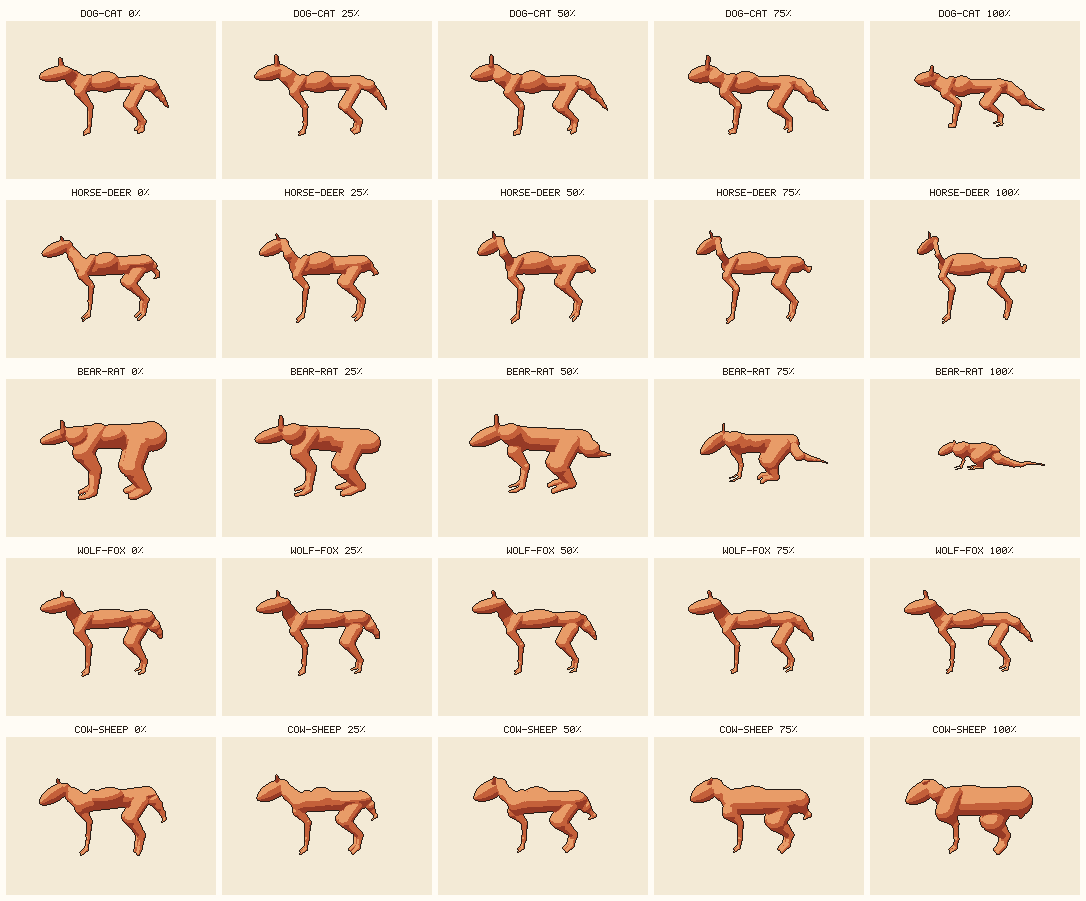 DOG-CAT 0%
DOG-CAT 25%
DOG-CAT 50%
DOG-CAT 75%
DOG-CAT 100%
HORSE-DEER 0%
HORSE-DEER 25%
HORSE-DEER 50%
HORSE-DEER 75%
HORSE-DEER 100%
BEAR-RAT 0%
BEAR-RAT 25%
BEAR-RAT 50%
BEAR-RAT 75%
BEAR-RAT 100%
WOLF-FOX 0%
WOLF-FOX 25%
WOLF-FOX 50%
WOLF-FOX 75%
WOLF-FOX 100%
COW-SHEEP 0%
COW-SHEEP 25%
COW-SHEEP 50%
COW-SHEEP 75%
COW-SHEEP 100%